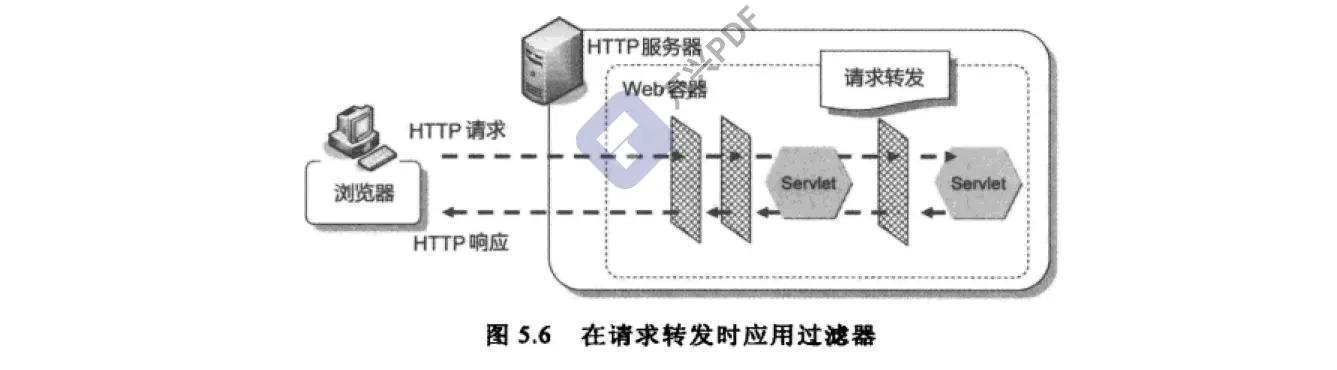 HTTP服务器
万兴PDF
请求转发
Web容器
HTTP 请求
浏览器
Servlet
Servlet
HTTP 响应
图 5.6 在请求转发时应用过滤器